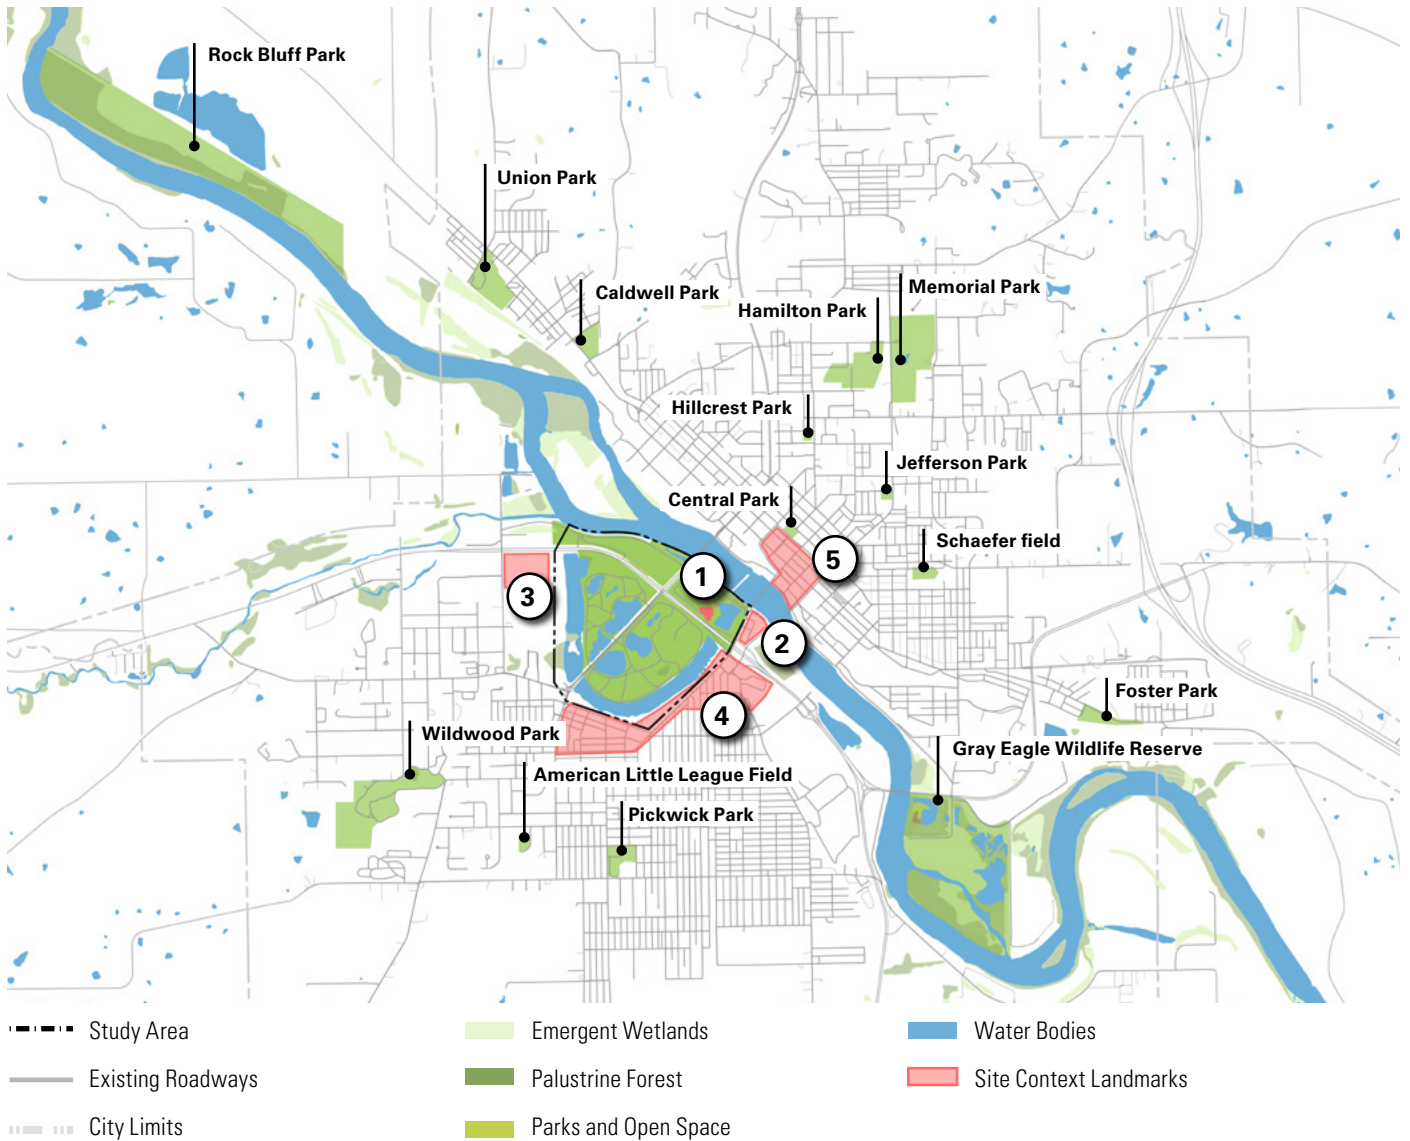 Rock Bluff Park
Union Park
Caldwell Park
Memorial Park
Hamilton Park
Hillcrest Park
Jefferson Park
Central Park
Schaefer field
5
1
3
2
Foster Park
4
Wildwood Park
Gray Eagle Wildlife Reserve
American Little League Field
Pickwick Park
Study Area
Existing Roadways
City Limits
Emergent Wetlands
Palustrine Forest
Parks and Open Space
Water Bodies
Site Context Landmarks